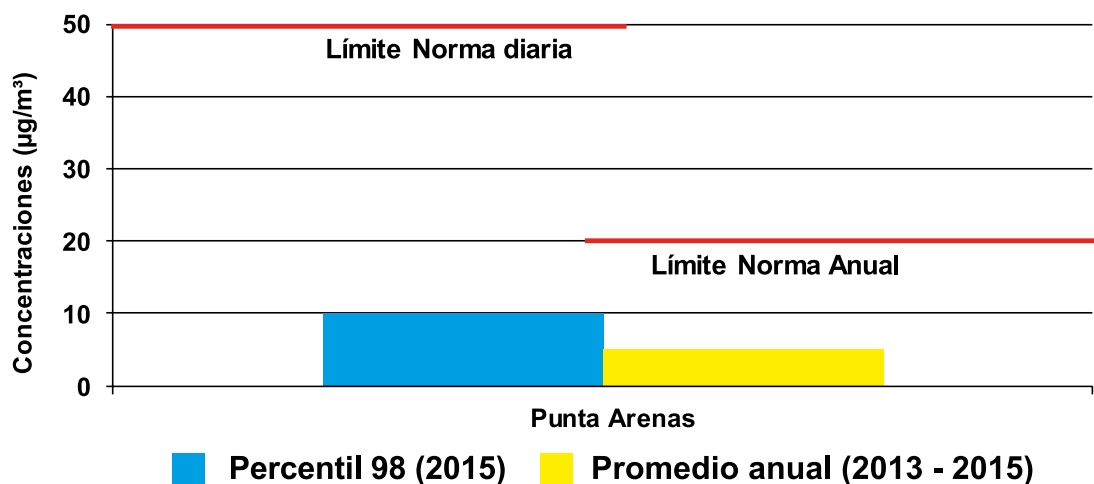 Concentraciones (µg/m³)
50
40
30
20
10
0
Límite Norma diaria
Límite Norma Anual
Punta Arenas
Percentil 98 (2015)
Promedio anual (2013 - 2015)